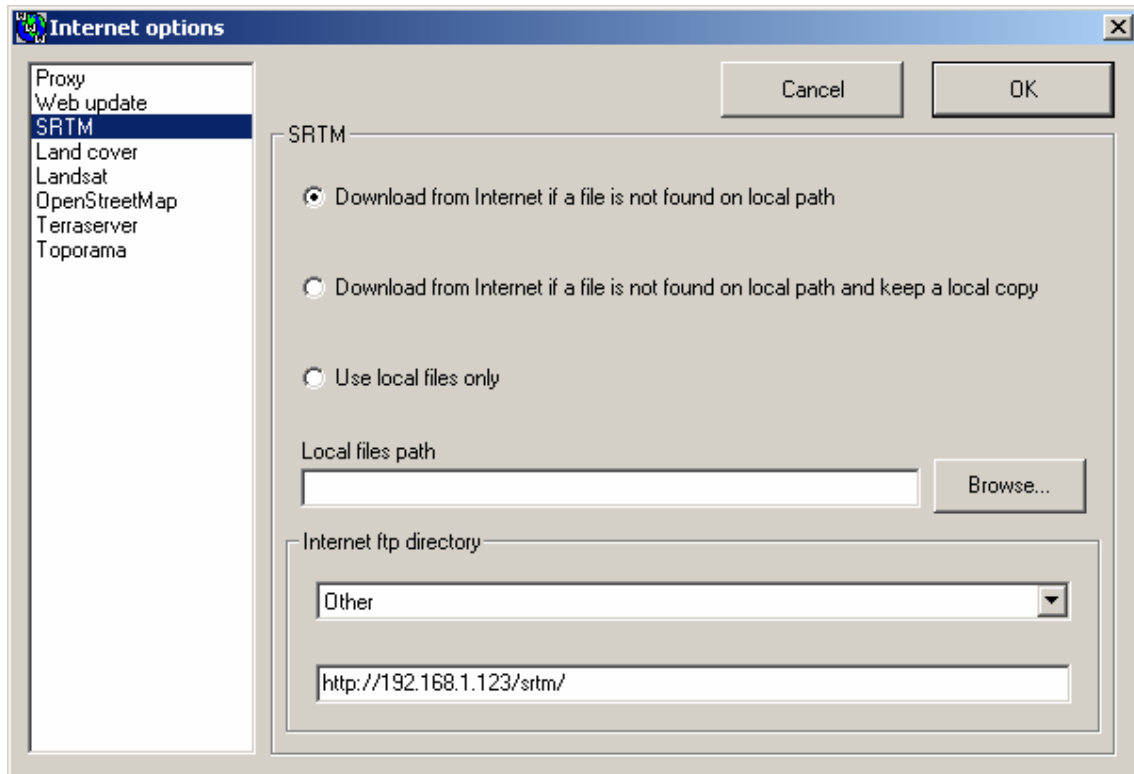 Internet options
Proxy
Web update
SRTM
Land cover
Landsat
OpenStreetMap
Terraserver
Toporama
Cancel
OK
SRTM
Download from Internet if a file is not found on local path
Download from Internet if a file is not found on local path and keep a local copy
Use local files only
Local files path
Browse...
Internet ftp directory
Other
http://192.168.1.123/srtm/